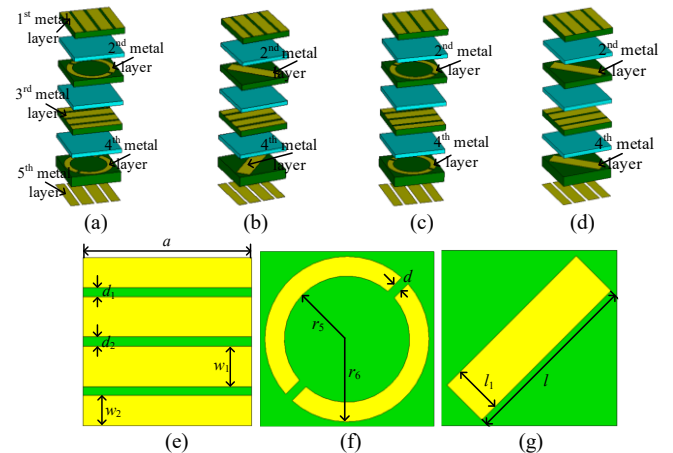 1st metal
layer
2nd metal
layer
3rd metal
layer
4th metal
layer
5th metal
layer
(a)
2nd metal
layer
4th metal
layer
(b)
2nd metal
layer
4th metal
layer
(c)
2nd metal
layer
4th metal
layer
(d)
a
d1
d2
w1
w2
(e)
d
r5
r6
(f)
l1
l
(g)